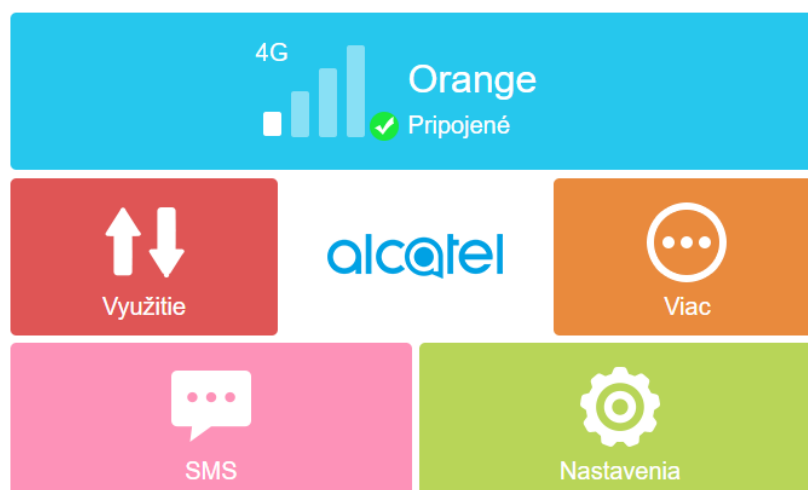 4G
Orange
Pripojené
Využitie
alcatel
Viac
SMS
Nastavenia